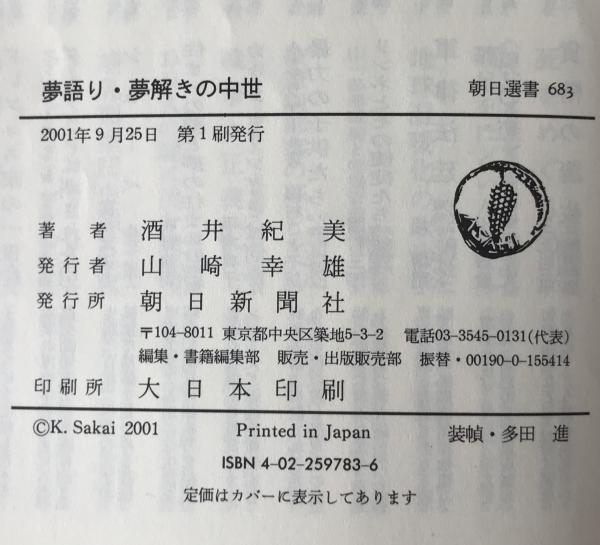 夢語り・夢解きの中世 朝日選書 683
2001年9月25日 第1刷発行
著者 酒井紀美
発行者 山崎幸雄
発行所 朝日新聞社
〒104-8011 東京都中央区築地5-3-2 電話03-3545-0131(代表)
編集・書籍編集部 販売・出版販売部 振替・00190-0-155414
印刷所 大日本印刷
©K. Sakai 2001 Printed in Japan 装幀・多田 進
ISBN 4-02-259783-6
定価はカバーに表示してあります